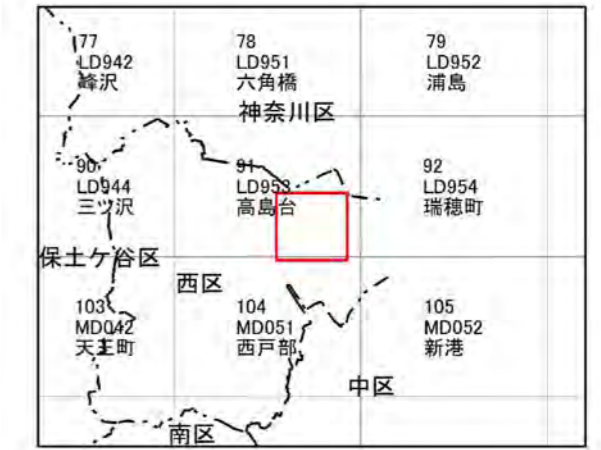 77
LD942
峰沢
78
LD951
六角橋
79
LD952
浦島
神奈川区
90
LD944
三ツ沢
91
LD953
高島台
92
LD954
瑞穂町
保土ケ谷区
西区
103
MD042
天王町
104
MD051
西戸部
105
MD052
新港
中区
南区